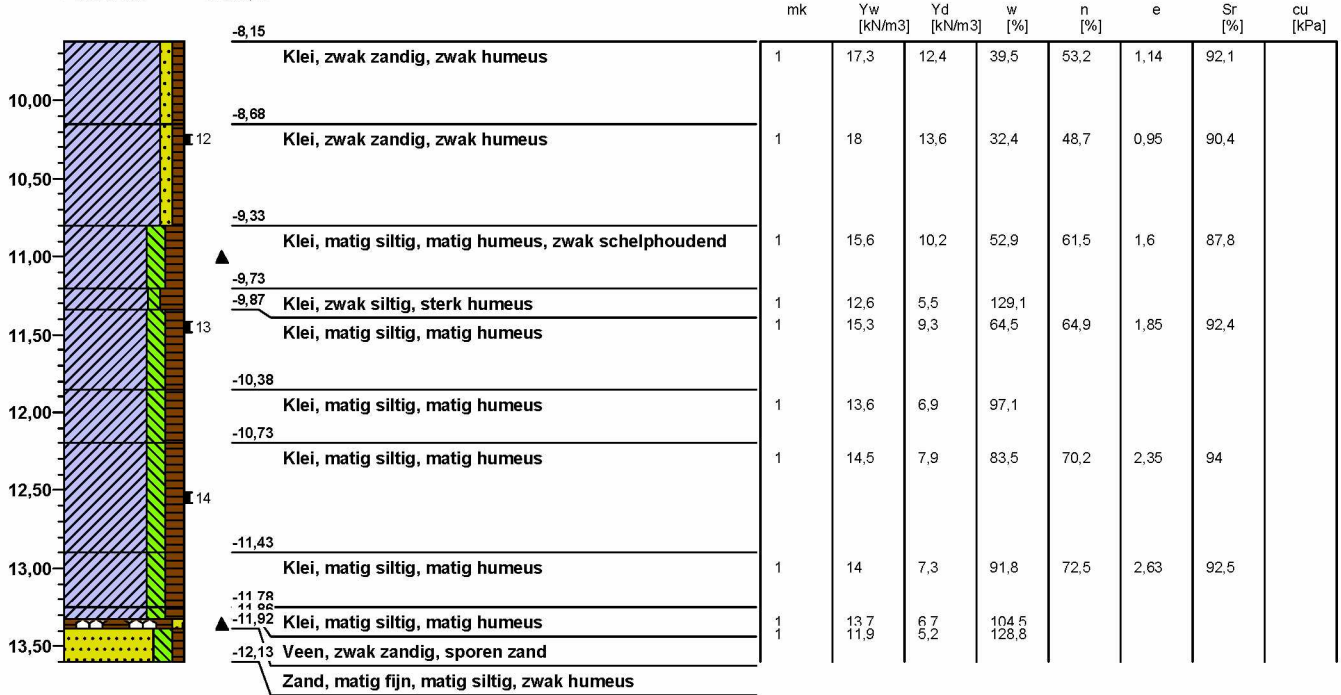 mk Yw Yd w n e Sr cu
[kN/m3] [kN/m3] [%] [%] [%] [kPa]
-8,15
Klei, zwak zandig, zwak humeus 1 17,3 12,4 39,5 53,2 1,14 92,1
10,00
-8,68
12 Klei, zwak zandig, zwak humeus 1 18 13,6 32,4 48,7 0,95 90,4
10,50
-9,33
Klei, matig siltig, matig humeus, zwak schelphoudend 1 15,6 10,2 52,9 61,5 1,6 87,8
11,00
-9,73
-9,87 Klei, zwak siltig, sterk humeus 1 12,6 5,5 129,1
11,50 13 Klei, matig siltig, matig humeus 1 15,3 9,3 64,5 64,9 1,85 92,4
-10,38
12,00 Klei, matig siltig, matig humeus 1 13,6 6,9 97,1
-10,73
Klei, matig siltig, matig humeus 1 14,5 7,9 83,5 70,2 2,35 94
12,50 14
-11,43
13,00 Klei, matig siltig, matig humeus 1 14 7,3 91,8 72,5 2,63 92,5
-11,78
-11,86
-11,92 Klei, matig siltig, matig humeus 1 13,7 6,7 104,5
1 11,9 5,2 128,8
13,50 -12,13 Veen, zwak zandig, sporen zand
Zand, matig fijn, matig siltig, zwak humeus